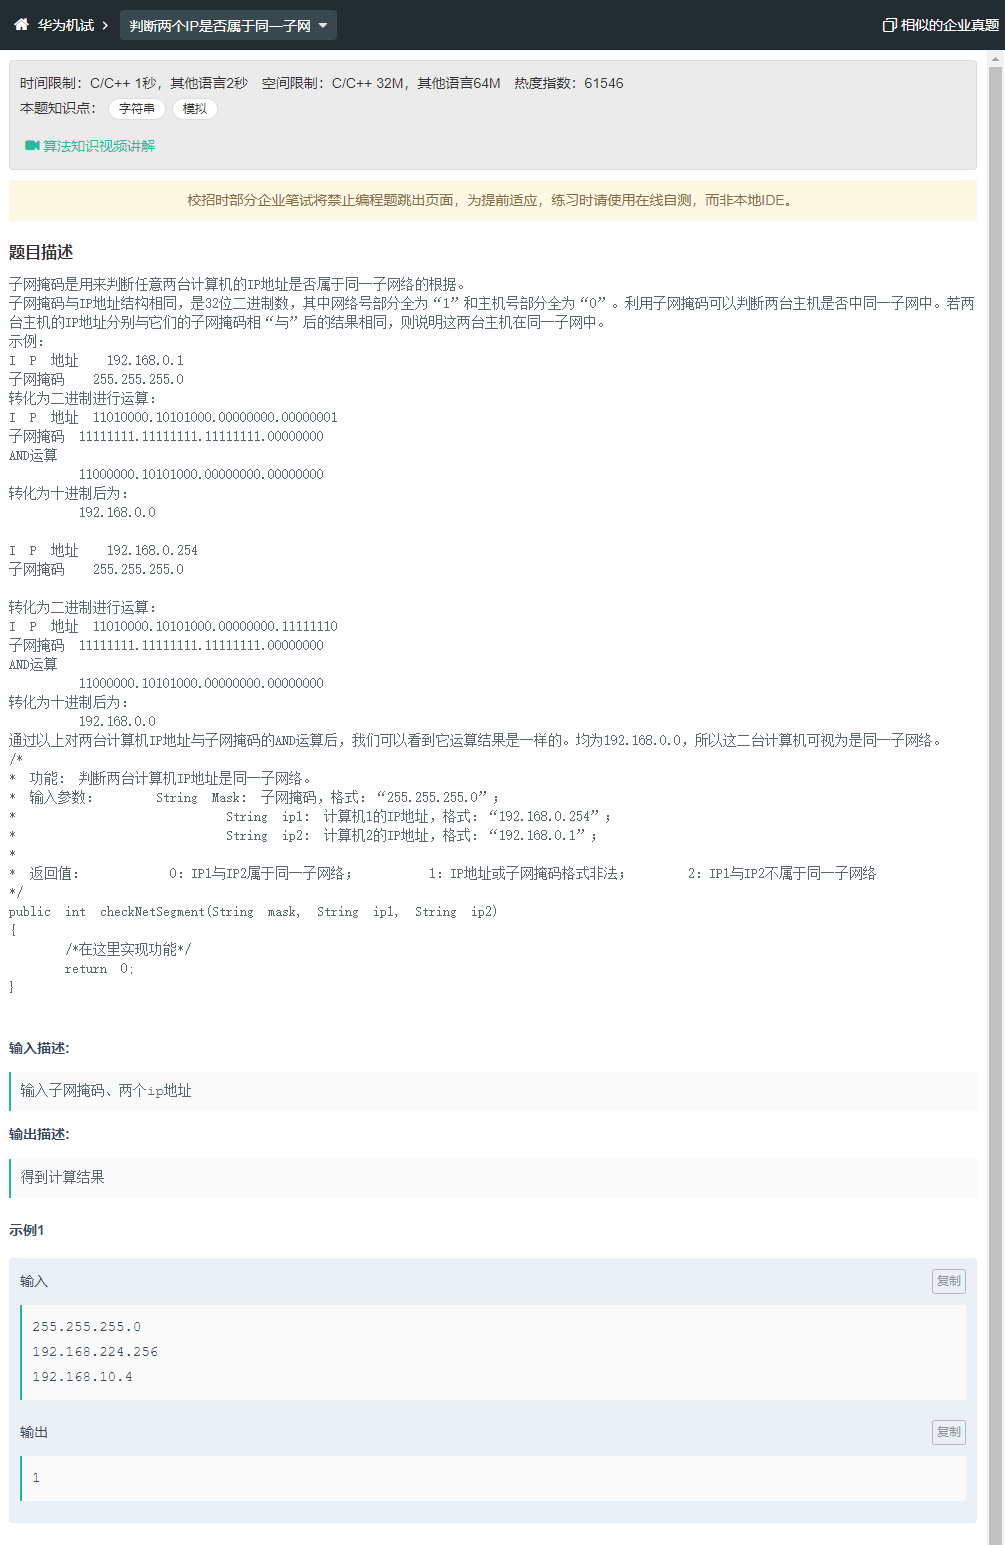 华为机试 判断两个IP是否属于同一子网 相似的企业真题
时间限制：C/C++ 1秒，其他语言2秒 空间限制：C/C++ 32M，其他语言64M 热度指数：61546
本题知识点： 字符串 模拟
算法知识视频讲解
校招时部分企业笔试将禁止编程题跳出页面，为提前适应，练习时请使用在线自测，而非本地IDE。
题目描述
子网掩码是用来判断任意两台计算机的IP地址是否属于同一子网络的根据。
子网掩码与IP地址结构相同，是32位二进制数，其中网络号部分全为“1”和主机号部分全为“0”。利用子网掩码可以判断两台主机是否中同一子网中。若两
台主机的IP地址分别与它们的子网掩码相“与”后的结果相同，则说明这两台主机在同一子网中。
示例：
I P 地址 192.168.0.1
子网掩码 255.255.255.0
转化为二进制进行运算：
I P 地址 11010000.10101000.00000000.00000001
子网掩码 11111111.11111111.11111111.00000000
AND运算
11000000.10101000.00000000.00000000
转化为十进制后为：
192.168.0.0
I P 地址 192.168.0.254
子网掩码 255.255.255.0
转化为二进制进行运算：
I P 地址 11010000.10101000.00000000.11111110
子网掩码 11111111.11111111.11111111.00000000
AND运算
11000000.10101000.00000000.00000000
转化为十进制后为：
192.168.0.0
通过以上对两台计算机IP地址与子网掩码的AND运算后，我们可以看到它运算结果是一样的。均为192.168.0.0，所以这二台计算机可视为是同一子网络。
/*
* 功能: 判断两台计算机IP地址是同一子网络。
* 输入参数： String Mask: 子网掩码，格式：“255.255.255.0”；
* String ip1: 计算机1的IP地址，格式：“192.168.0.254”；
* String ip2: 计算机2的IP地址，格式：“192.168.0.1”；
*
* 返回值： 0：IP1与IP2属于同一子网络； 1：IP地址或子网掩码格式非法； 2：IP1与IP2不属于同一子网络
*/
public int checkNetSegment(String mask, String ip1, String ip2)
{
/*在这里实现功能*/
return 0;
}
输入描述:
输入子网掩码、两个ip地址
输出描述:
得到计算结果
示例1
输入 复制
255.255.255.0
192.168.224.256
192.168.10.4
输出 复制
1